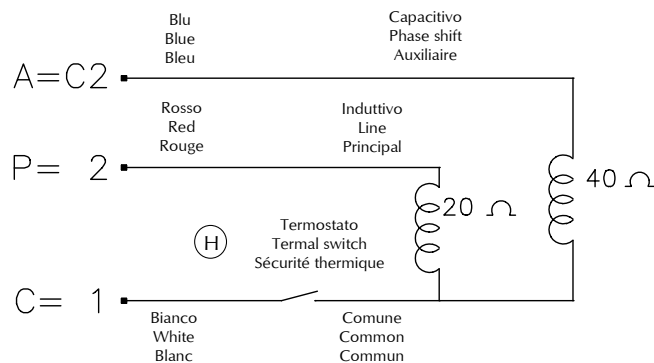 Blu
Blue
Bleu
Capacitivo
Phase shift
Auxiliaire
A=C2
Rosso
Red
Rouge
Induttivo
Line
Principal
P= 2
20 Ω
40 Ω
H
Termostato
Termal switch
Sécurité thermique
C= 1
Bianco
White
Blanc
Comune
Common
Commun